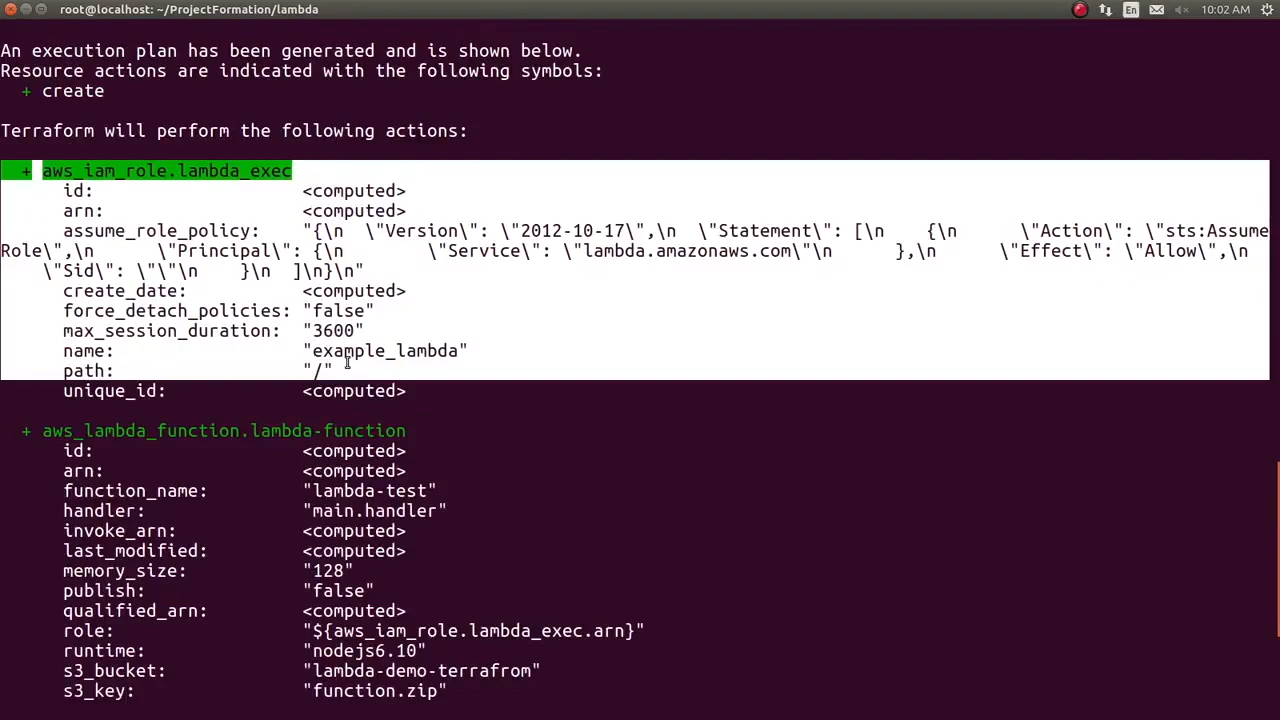 root@localhost: ~/ProjectFormation/lambda
En
10:02 AM
An execution plan has been generated and is shown below.
Resource actions are indicated with the following symbols:
+ create
Terraform will perform the following actions:
+ aws_iam_role.lambda_exec
id: <computed>
arn: <computed>
assume_role_policy: "{\n  \"Version\": \"2012-10-17\",\n  \"Statement\": [\n    {\n      \"Action\": \"sts:Assume
Role\",\n      \"Principal\": {\n        \"Service\": \"lambda.amazonaws.com\"\n      },\n      \"Effect\": \"Allow\",\n
\"Sid\": \"\"\n    }\n  ]\n}\n"
create_date: <computed>
force_detach_policies: "false"
max_session_duration: "3600"
name: "example_lambda"
path: "/"
unique_id: <computed>
+ aws_lambda_function.lambda-function
id: <computed>
arn: <computed>
function_name: "lambda-test"
handler: "main.handler"
invoke_arn: <computed>
last_modified: <computed>
memory_size: "128"
publish: "false"
qualified_arn: <computed>
role: "${aws_iam_role.lambda_exec.arn}"
runtime: "nodejs6.10"
s3_bucket: "lambda-demo-terrafrom"
s3_key: "function.zip"